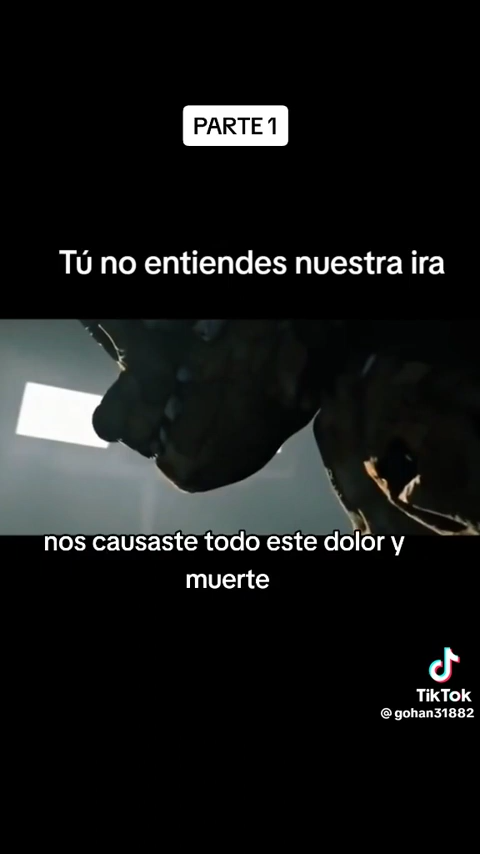 PARTE 1
Tú no entiendes nuestra ira
nos causaste todo este dolor y
muerte
TikTok
@gohan31882